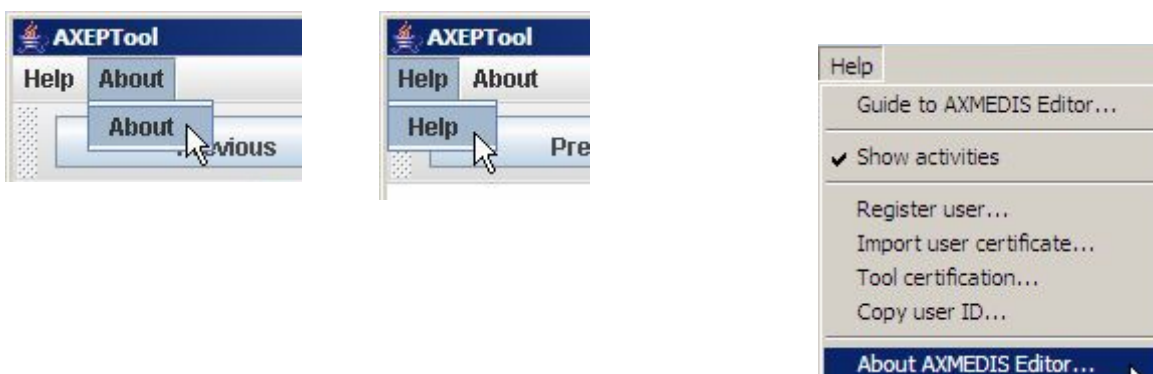 AXEPTool
Help About
About
Previous
AXEPTool
Help About
Help
Pre
Help
Guide to AXMEDIS Editor...
Show activities
Register user...
Import user certificate...
Tool certification...
Copy user ID...
About AXMEDIS Editor...